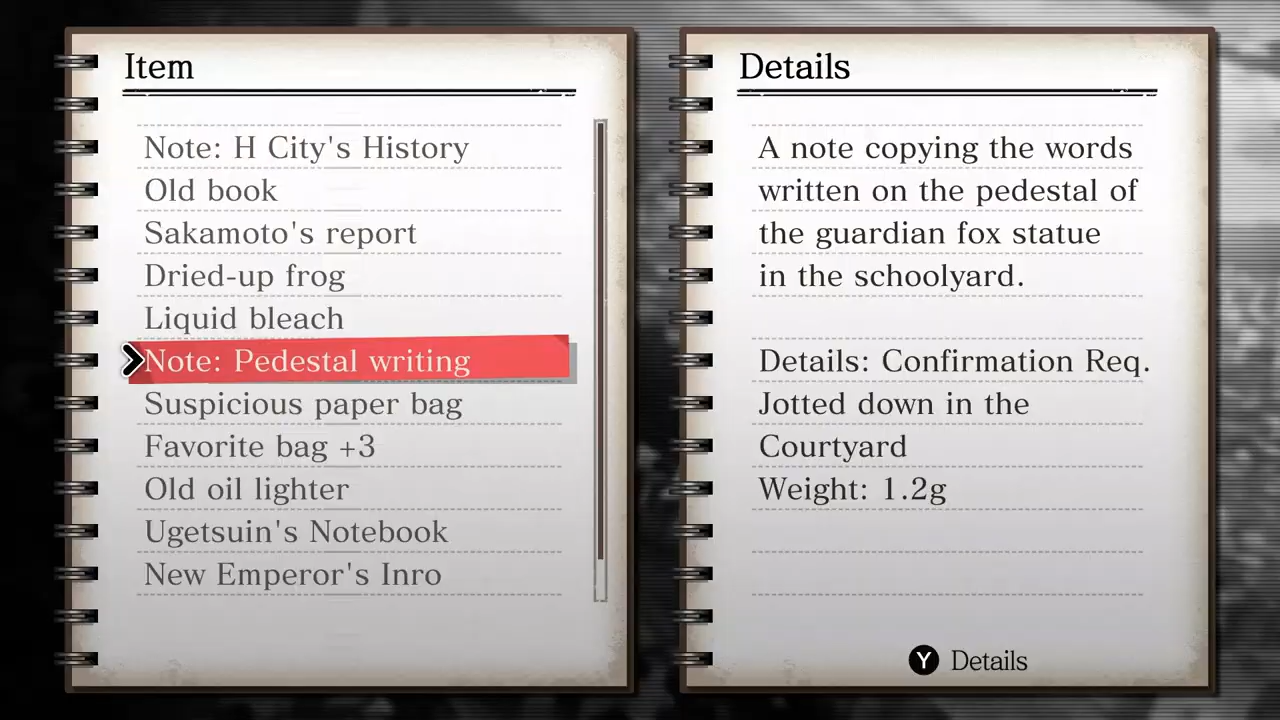 Item
Note: H City's History
Old book
Sakamoto's report
Dried-up frog
Liquid bleach
Note: Pedestal writing
Suspicious paper bag
Favorite bag +3
Old oil lighter
Ugetsuin's Notebook
New Emperor's Inro
Details
A note copying the words
written on the pedestal of
the guardian fox statue
in the schoolyard.
Details: Confirmation Req.
Jotted down in the
Courtyard
Weight: 1.2g
Y Details